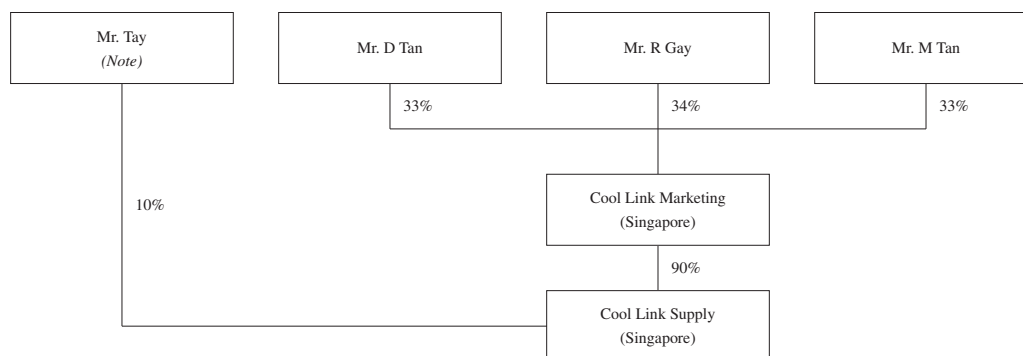 Mr. Tay
(Note)
Mr. D Tan
Mr. R Gay
Mr. M Tan
33%
34%
33%
10%
Cool Link Marketing
(Singapore)
90%
Cool Link Supply
(Singapore)